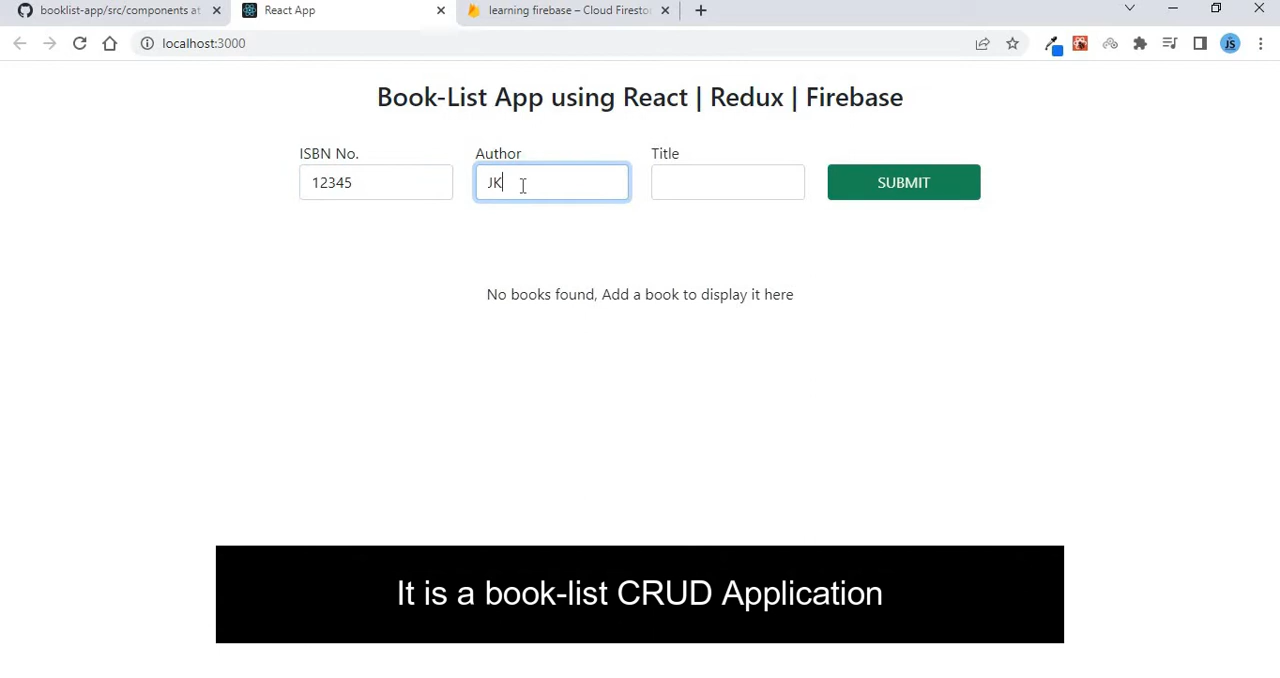 booklist-app/src/components at
React App
learning firebase – Cloud Firesto
localhost:3000
JS
Book-List App using React | Redux | Firebase
ISBN No.
Author
Title
12345
JK
SUBMIT
No books found, Add a book to display it here
It is a book-list CRUD Application